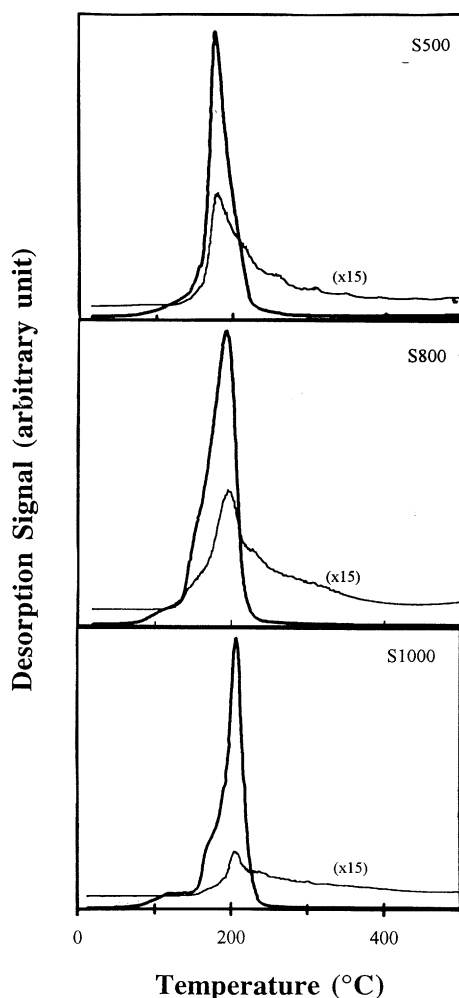 S500
(x15)
S800
(x15)
S1000
(x15)
Desorption Signal (arbitrary unit)
0 200 400
Temperature (°C)